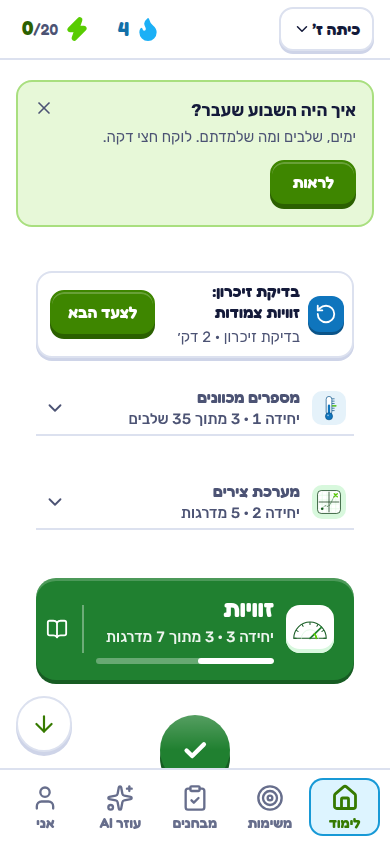 כיתה ז׳
4
0/20
איך היה השבוע שעבר?
ימים, שלבים ומה שלמדתם. לוקח חצי דקה.
לראות
בדיקת זיכרון:
זוויות צמודות
בדיקת זיכרון • 2 דק׳
לצעד הבא
מספרים מכוונים
יחידה 1 • 3 מתוך 35 שלבים
מערכת צירים
יחידה 2 • 5 מדרגות
זוויות
יחידה 3 • 3 מתוך 7 מדרגות
לימוד
משימות
מבחנים
עוזר AI
אני